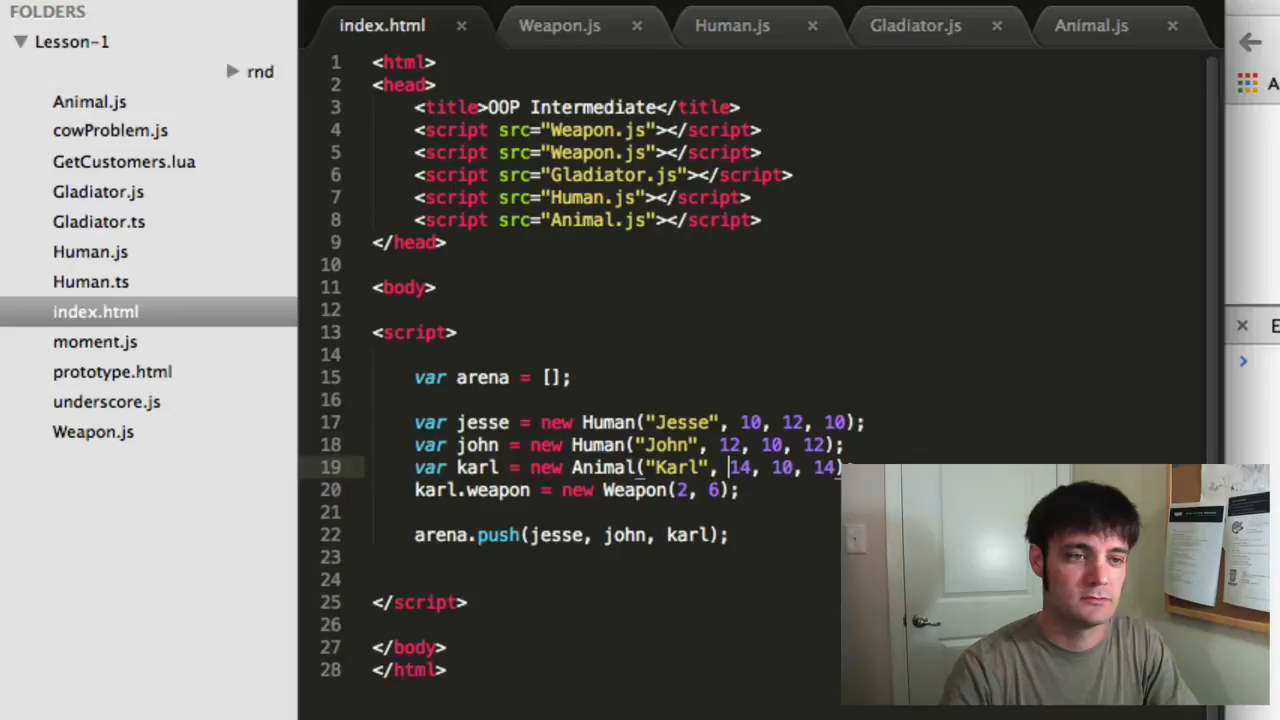 FOLDERS
Lesson-1
rnd
Animal.js
cowProblem.js
GetCustomers.lua
Gladiator.js
Gladiator.ts
Human.js
Human.ts
index.html
moment.js
prototype.html
underscore.js
Weapon.js
index.html × Weapon.js × Human.js × Gladiator.js × Animal.js ×
1 <html>
2 <head>
3 <title>OOP Intermediate</title>
4 <script src="Weapon.js"></script>
5 <script src="Weapon.js"></script>
6 <script src="Gladiator.js"></script>
7 <script src="Human.js"></script>
8 <script src="Animal.js"></script>
9 </head>
10
11 <body>
12
13 <script>
14
15 var arena = [];
16
17 var jesse = new Human("Jesse", 10, 12, 10);
18 var john = new Human("John", 12, 10, 12);
19 var karl = new Animal("Karl", 14, 10, 14)
20 karl.weapon = new Weapon(2, 6);
21
22 arena.push(jesse, john, karl);
23
24
25 </script>
26
27 </body>
28 </html>